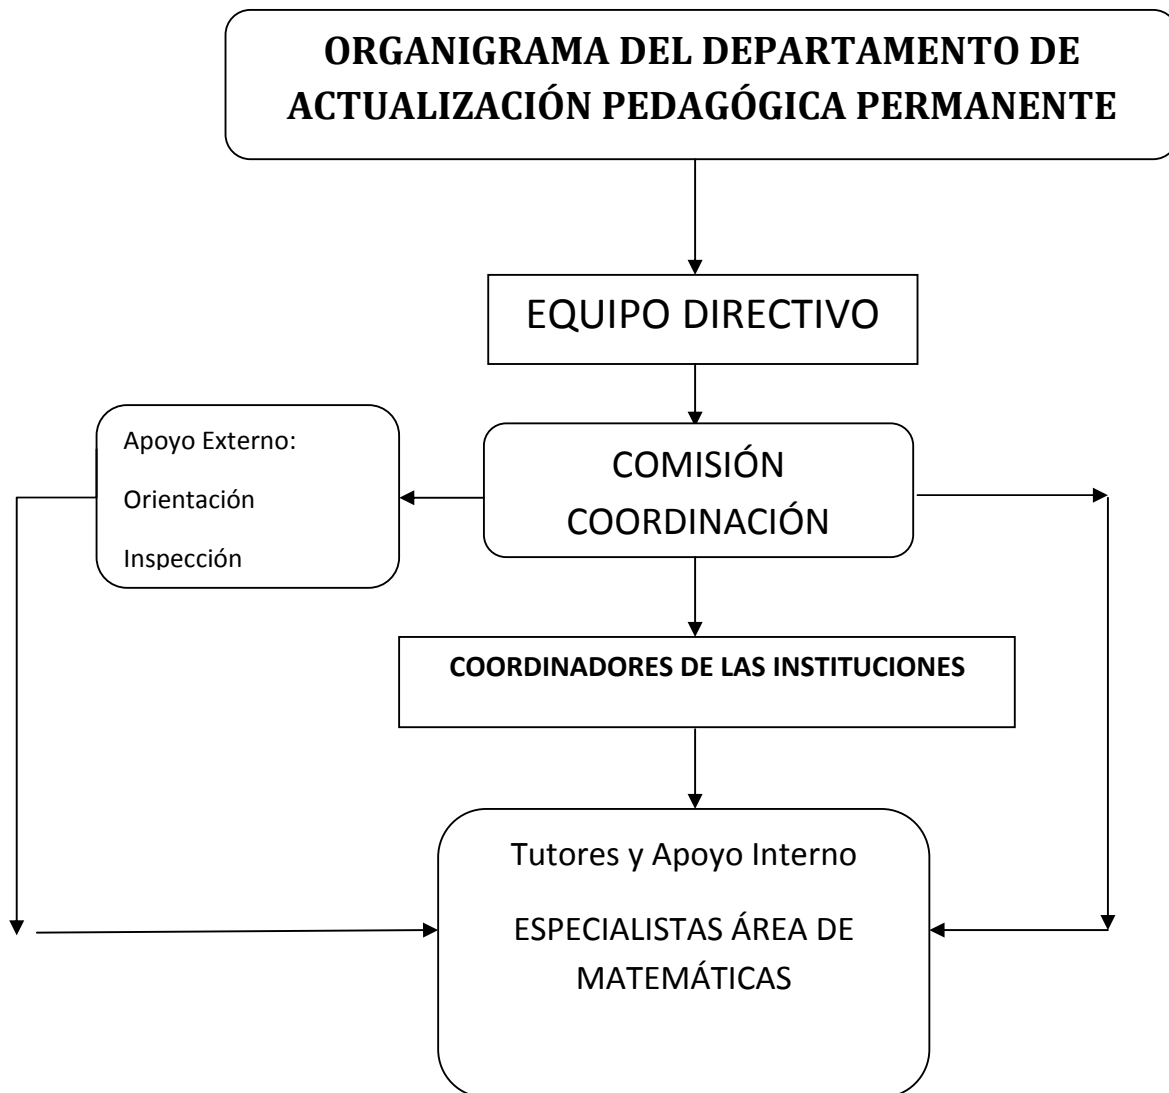 ORGANIGRAMA DEL DEPARTAMENTO DE
ACTUALIZACIÓN PEDAGÓGICA PERMANENTE
EQUIPO DIRECTIVO
Apoyo Externo:
Orientación
Inspección
COMISIÓN
COORDINACIÓN
COORDINADORES DE LAS INSTITUCIONES
Tutores y Apoyo Interno
ESPECIALISTAS ÁREA DE
MATEMÁTICAS